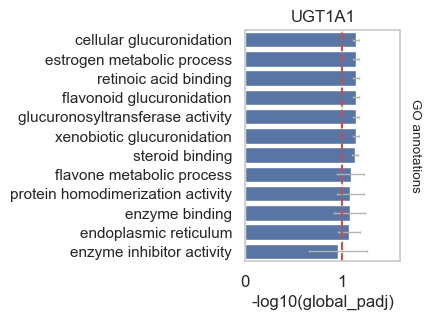 UGT1A1
cellular glucuronidation
estrogen metabolic process
retinoic acid binding
flavonoid glucuronidation
glucuronosyltransferase activity
xenobiotic glucuronidation
steroid binding
flavone metabolic process
protein homodimerization activity
enzyme binding
endoplasmic reticulum
enzyme inhibitor activity
GO annotations
0 1
-log10(global_padj)